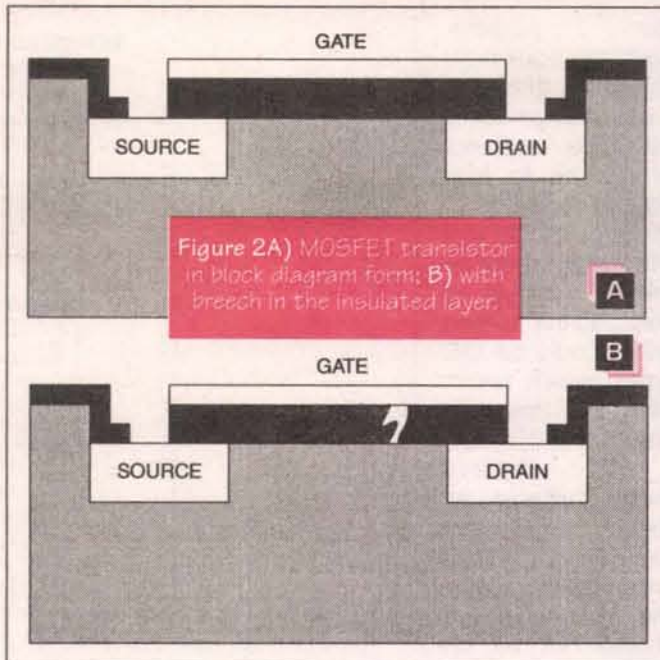 GATE
SOURCE
DRAIN
Figure 2A) MOSFET transistor
in block diagram form; B) with
breech in the insulated layer.
A
B
GATE
SOURCE
DRAIN